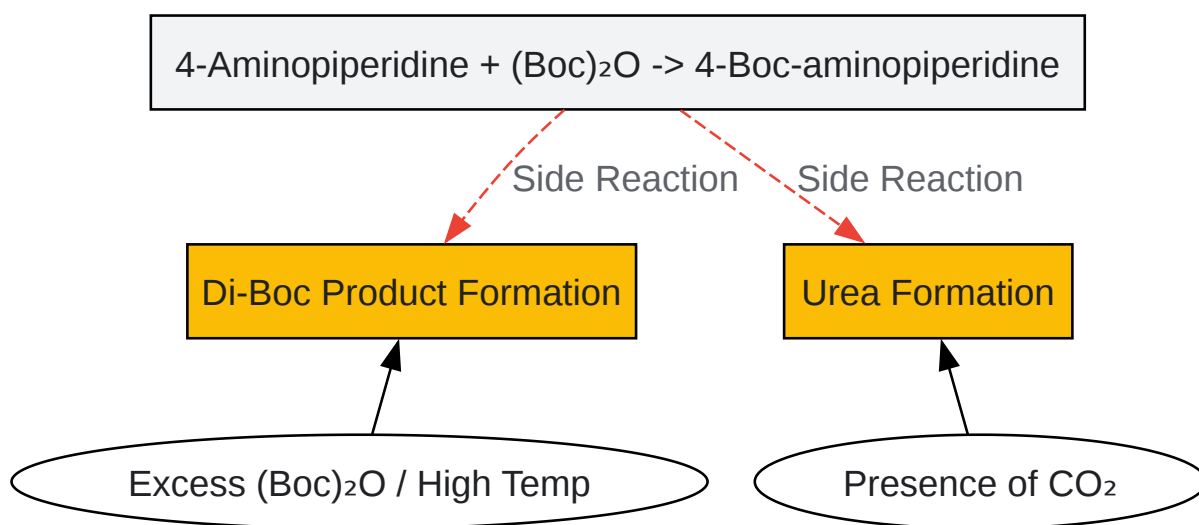 4-Aminopiperidine + (Boc)₂O -> 4-Boc-aminopiperidine
Side Reaction
Side Reaction
Di-Boc Product Formation
Urea Formation
Excess (Boc)₂O / High Temp
Presence of CO₂